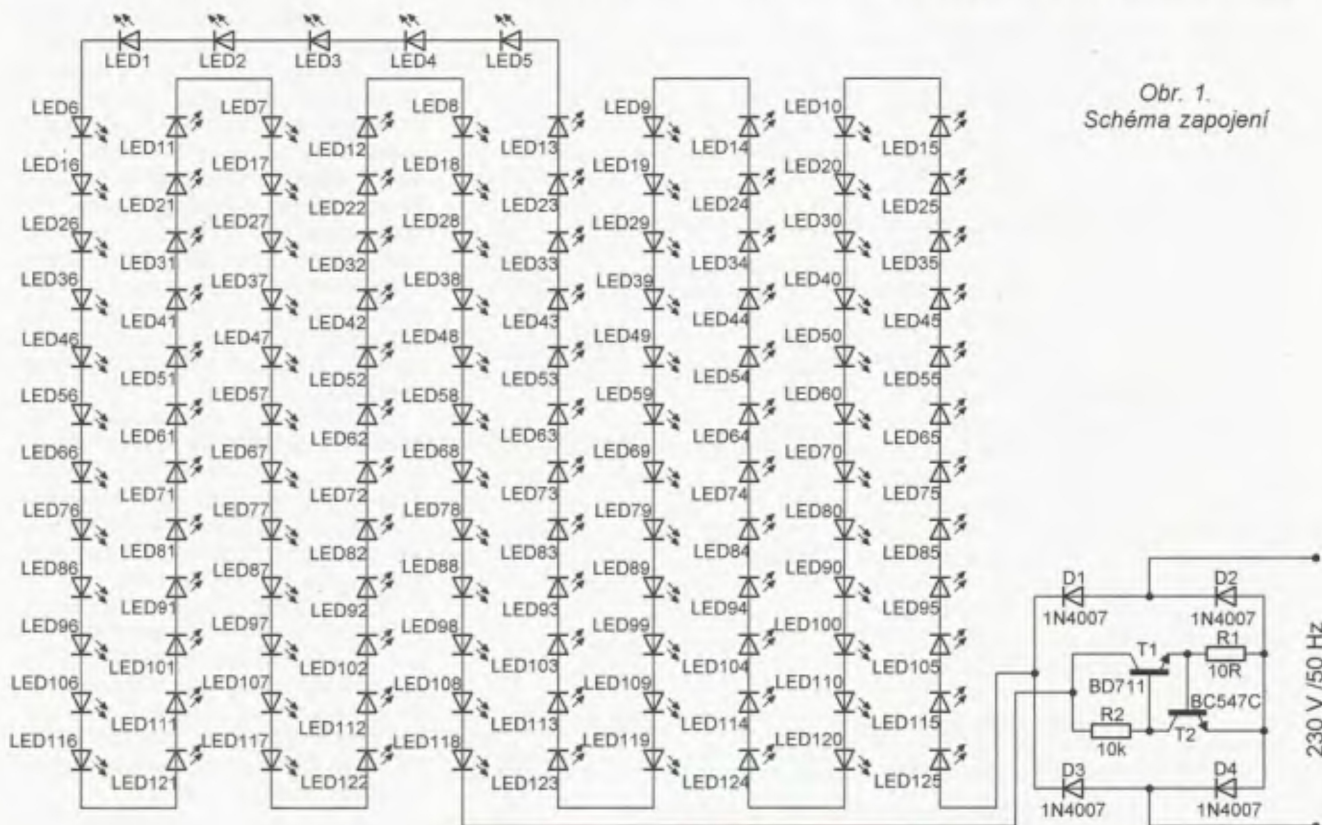 LED1 LED2 LED3 LED4 LED5
Obr. 1.
Schéma zapojení
LED6 LED7 LED8 LED9 LED10
LED11 LED12 LED13 LED14 LED15
LED16 LED17 LED18 LED19 LED20
LED21 LED22 LED23 LED24 LED25
LED26 LED27 LED28 LED29 LED30
LED31 LED32 LED33 LED34 LED35
LED36 LED37 LED38 LED39 LED40
LED41 LED42 LED43 LED44 LED45
LED46 LED47 LED48 LED49 LED50
LED51 LED52 LED53 LED54 LED55
LED56 LED57 LED58 LED59 LED60
LED61 LED62 LED63 LED64 LED65
LED66 LED67 LED68 LED69 LED70
LED71 LED72 LED73 LED74 LED75
LED76 LED77 LED78 LED79 LED80
LED81 LED82 LED83 LED84 LED85
LED86 LED87 LED88 LED89 LED90
LED91 LED92 LED93 LED94 LED95
LED96 LED97 LED98 LED99 LED100
LED101 LED102 LED103 LED104 LED105
LED106 LED107 LED108 LED109 LED110
LED111 LED112 LED113 LED114 LED115
LED116 LED117 LED118 LED119 LED120
LED121 LED122 LED123 LED124 LED125
D1 D2
1N4007 1N4007
T1 R1
BD711 10R
BC547C
R2 T2
10k
D3 D4
1N4007 1N4007
230 V /50 Hz